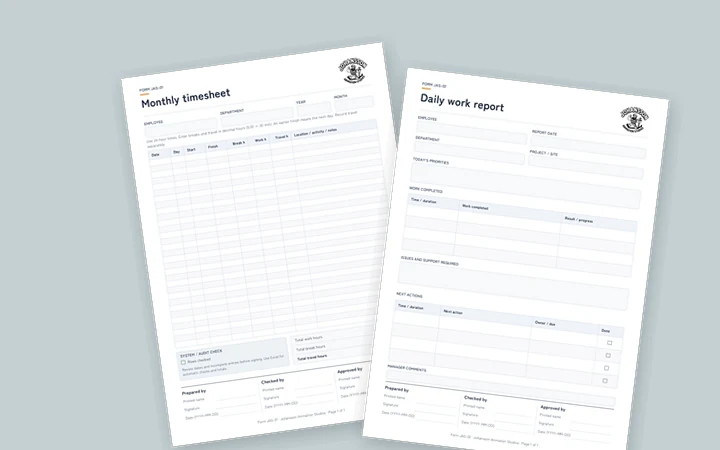 FORM JAS-01
Monthly timesheet
EMPLOYEE
DEPARTMENT
YEAR
MONTH
Date
Day
Start
Finish
Break h
Work h
Travel h
Location / activity / notes
SYSTEM / AUDIT CHECK
Total work hours
Total break hours
Total travel hours
Prepared by
Printed name
Signature
Checked by
Printed name
Signature
Approved by
Printed name
Signature
JOHANSSON
Daily work report
EMPLOYEE
REPORT DATE
DEPARTMENT
PROJECT / SITE
TODAY'S PRIORITIES
WORK COMPLETED
Time / duration
Work completed
Result / progress
ISSUES AND SUPPORT REQUIRED
NEXT ACTIONS
Time / duration
Next action
Owner / due
Done
MANAGER COMMENTS
Prepared by
Printed name
Signature
Checked by
Printed name
Signature
Approved by
Printed name
Signature